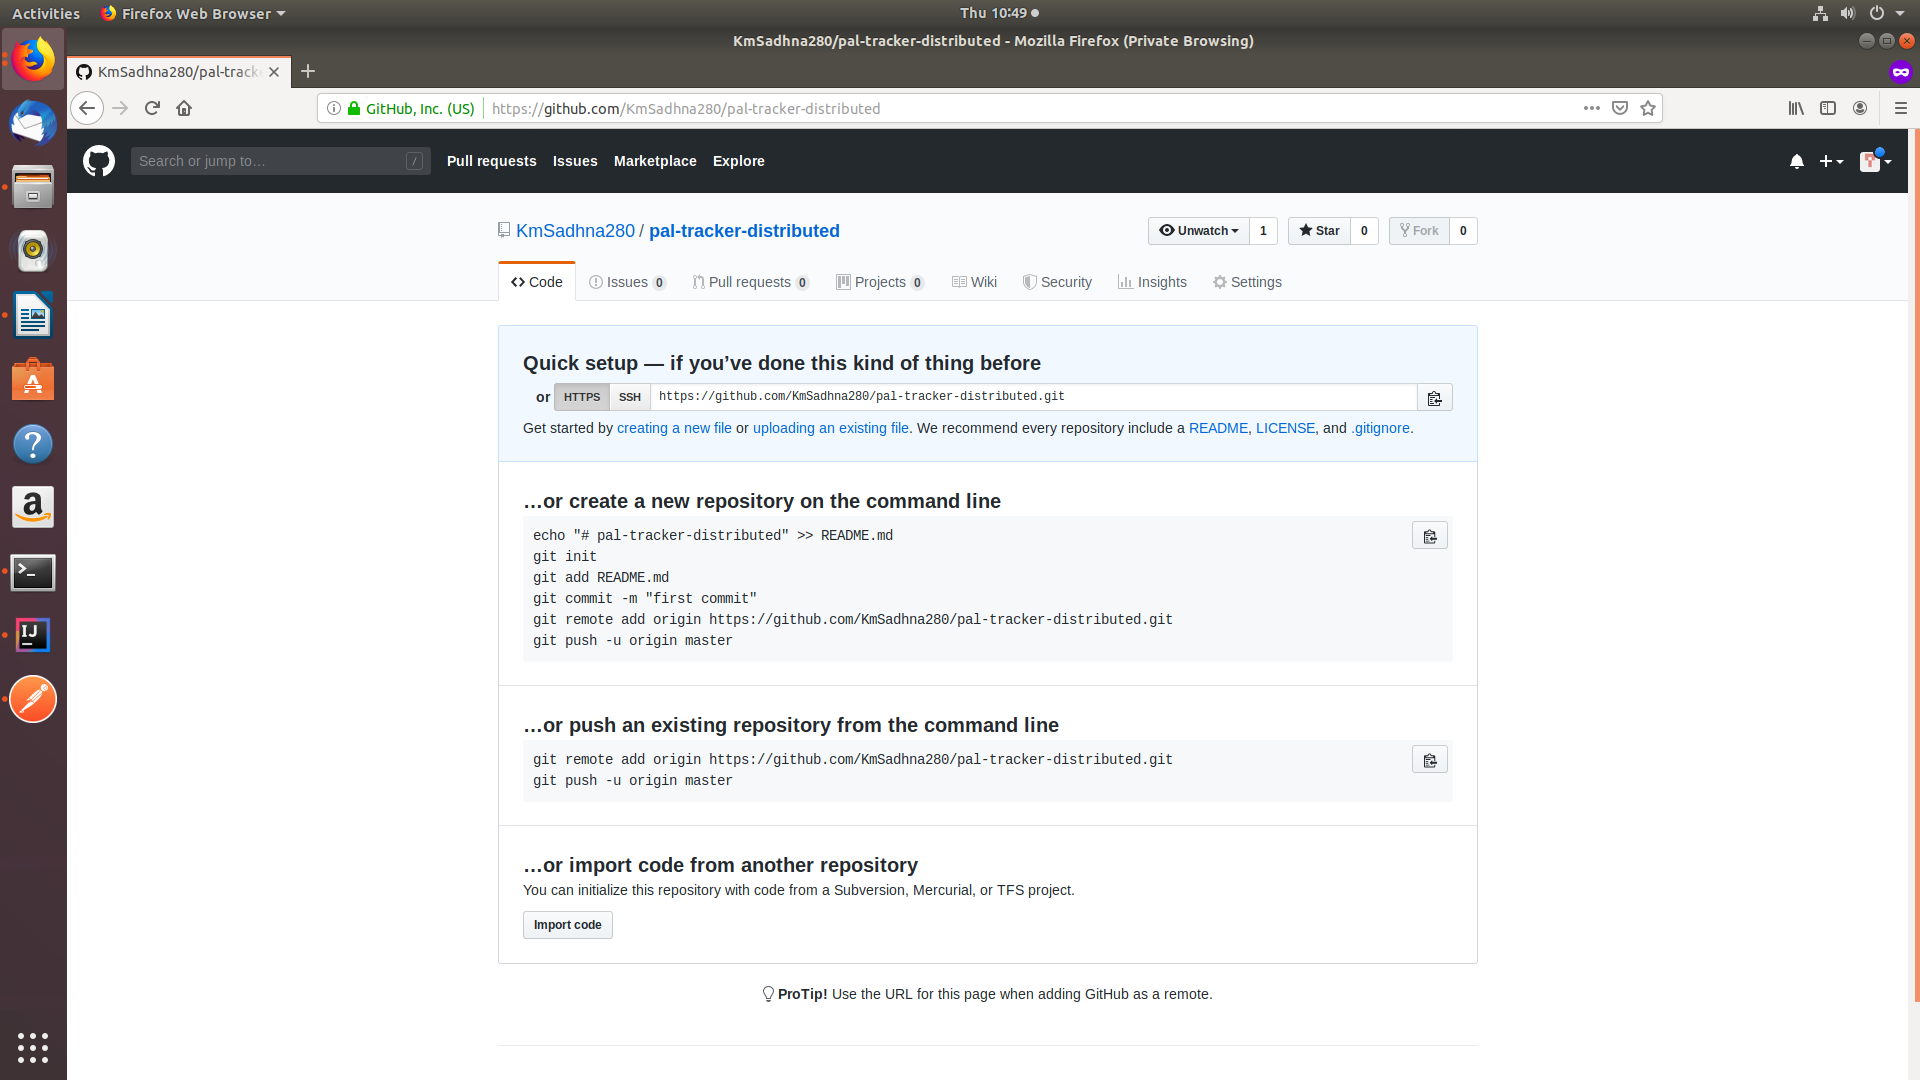 Activities Firefox Web Browser Thu 10:49
KmSadhna280/pal-tracker-distributed - Mozilla Firefox (Private Browsing)
KmSadhna280/pal-track
GitHub, Inc. (US) https://github.com/KmSadhna280/pal-tracker-distributed
Search or jump to… / Pull requests Issues Marketplace Explore
KmSadhna280 / pal-tracker-distributed Unwatch 1 Star 0 Fork 0
Code Issues 0 Pull requests 0 Projects 0 Wiki Security Insights Settings
Quick setup — if you’ve done this kind of thing before
or HTTPS SSH https://github.com/KmSadhna280/pal-tracker-distributed.git
Get started by creating a new file or uploading an existing file. We recommend every repository include a README, LICENSE, and .gitignore.
…or create a new repository on the command line
echo "# pal-tracker-distributed" >> README.md
git init
git add README.md
git commit -m "first commit"
git remote add origin https://github.com/KmSadhna280/pal-tracker-distributed.git
git push -u origin master
…or push an existing repository from the command line
git remote add origin https://github.com/KmSadhna280/pal-tracker-distributed.git
git push -u origin master
…or import code from another repository
You can initialize this repository with code from a Subversion, Mercurial, or TFS project.
Import code
ProTip! Use the URL for this page when adding GitHub as a remote.